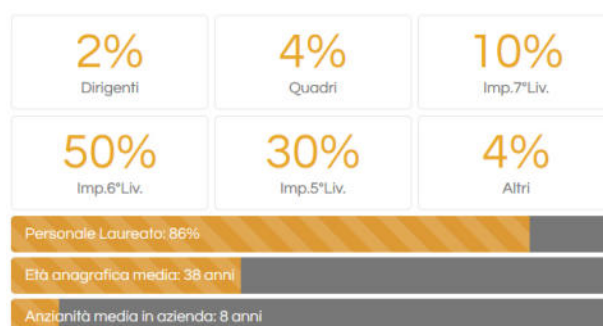 2%
Dirigenti
4%
Quadri
10%
Imp.7°Liv.
50%
Imp.6°Liv.
30%
Imp.5°Liv.
4%
Altri
Personale Laureato: 86%
Età anagrafica media: 38 anni
Anzianità media in azienda: 8 anni